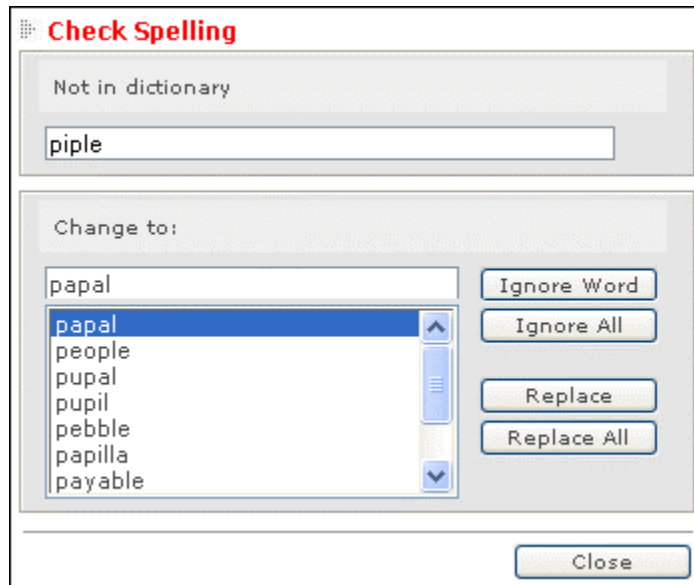 Check Spelling
Not in dictionary
piple
Change to:
papal
Ignore Word
papal
Ignore All
people
pupal
pupil
Replace
pebble
Replace All
papilla
payable
Close